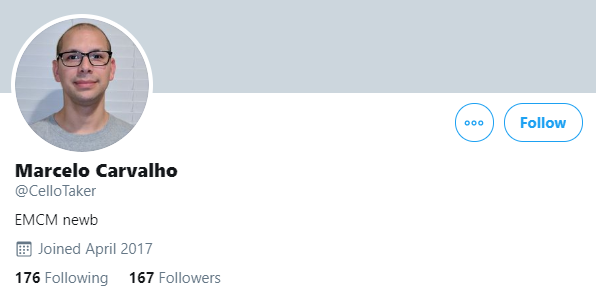 Follow
Marcelo Carvalho
@CelloTaker
EMCM newb
Joined April 2017
176 Following 167 Followers